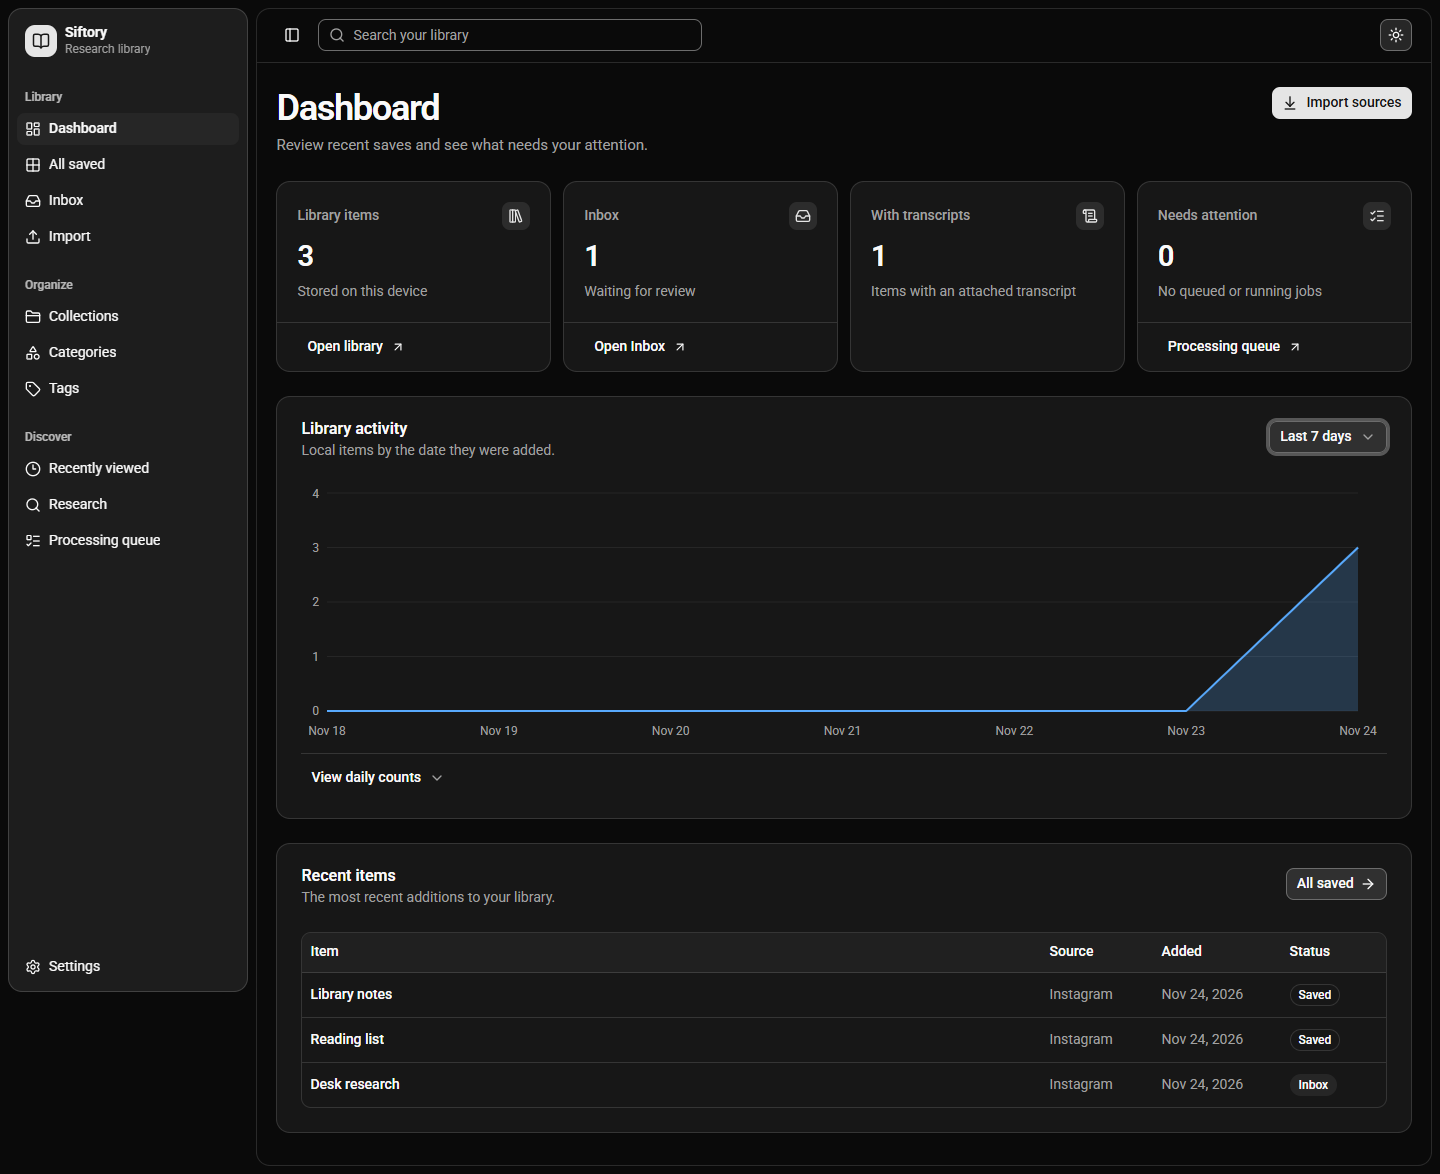 Siftory
Research library
Library
Dashboard
All saved
Inbox
Import
Organize
Collections
Categories
Tags
Discover
Recently viewed
Research
Processing queue
Settings
Search your library
Dashboard
Review recent saves and see what needs your attention.
Import sources
Library items
3
Stored on this device
Open library
Inbox
1
Waiting for review
Open Inbox
With transcripts
1
Items with an attached transcript
Needs attention
0
No queued or running jobs
Processing queue
Library activity
Local items by the date they were added.
Last 7 days
4
3
2
1
0
Nov 18 Nov 19 Nov 20 Nov 21 Nov 22 Nov 23 Nov 24
View daily counts
Recent items
The most recent additions to your library.
All saved
Item Source Added Status
Library notes Instagram Nov 24, 2026 Saved
Reading list Instagram Nov 24, 2026 Saved
Desk research Instagram Nov 24, 2026 Inbox